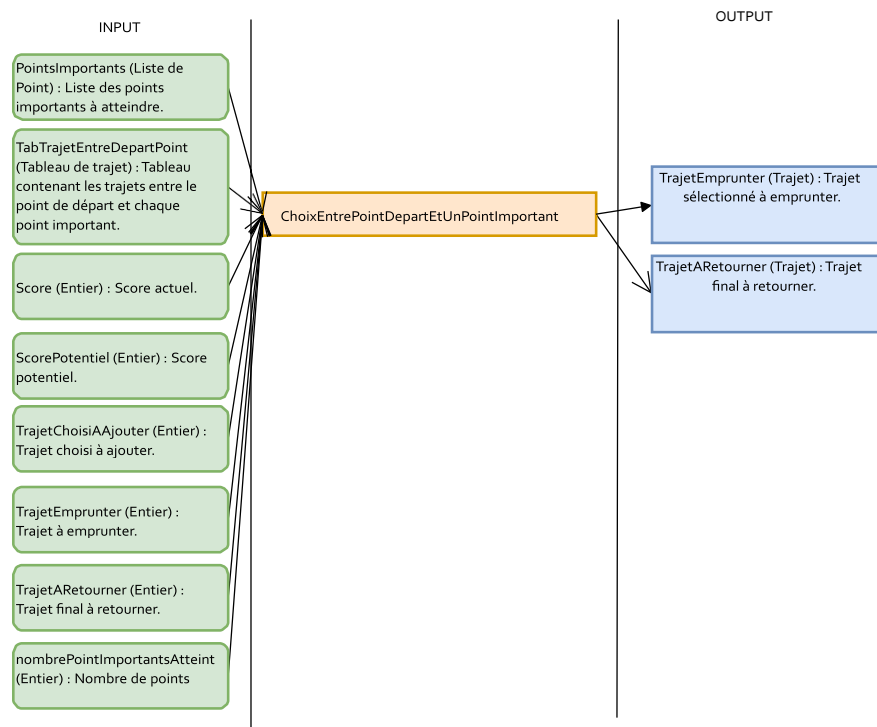 INPUT
OUTPUT
PointsImportants (Liste de
Point) : Liste des points
importants à atteindre.
TabTrajetEntreDepartPoint
(Tableau de trajet) : Tableau
contenant les trajets entre le
point de départ et chaque
point important.
Score (Entier) : Score actuel.
ScorePotentiel (Entier) : Score
potentiel.
TrajetChoisiAAjouter (Entier) :
Trajet choisi à ajouter.
TrajetEmprunter (Entier) :
Trajet à emprunter.
TrajetARetourner (Entier) :
Trajet final à retourner.
nombrePointImportantsAtteint
(Entier) : Nombre de points
ChoixEntrePointDepartEtUnPointImportant
TrajetEmprunter (Trajet) : Trajet
sélectionné à emprunter.
TrajetARetourner (Trajet) : Trajet
final à retourner.